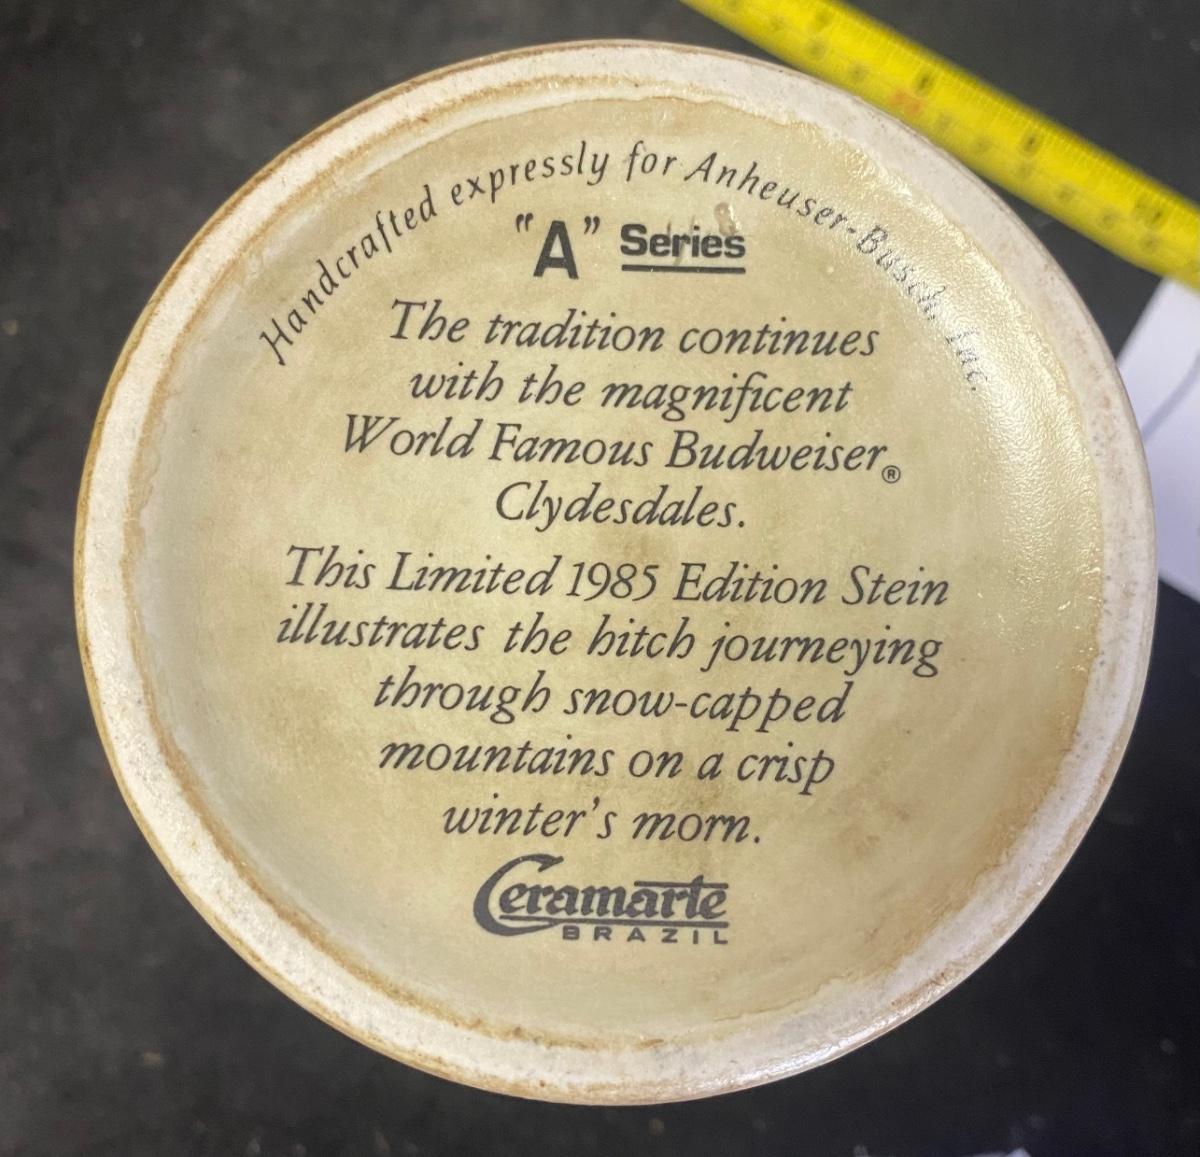 Handcrafted expressly for Anheuser-Busch, Inc.
"A" Series
The tradition continues
with the magnificent
World Famous Budweiser®
Clydesdales.
This Limited 1985 Edition Stein
illustrates the hitch journeying
through snow-capped
mountains on a crisp
winter's morn.
Ceramarte
BRAZIL